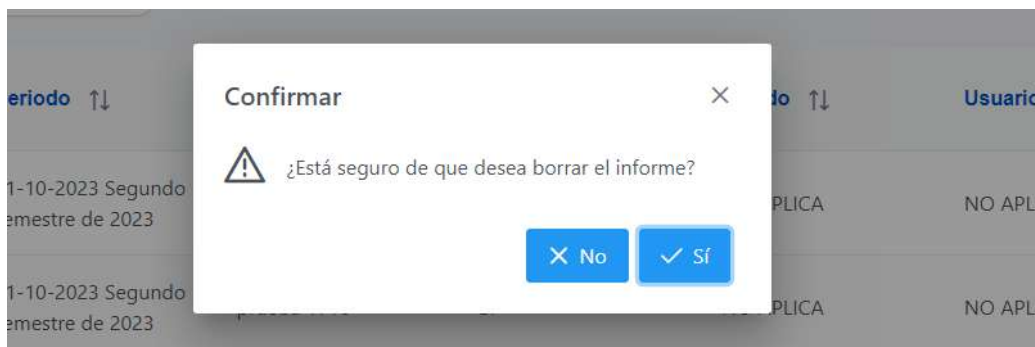 eriodo
Confirmar
do
Usuario
¿Está seguro de que desea borrar el informe?
1-10-2023 Segundo
emestre de 2023
PLICA
NO APL
No
Sí
1-10-2023 Segundo
emestre de 2023
PLICA
NO APL